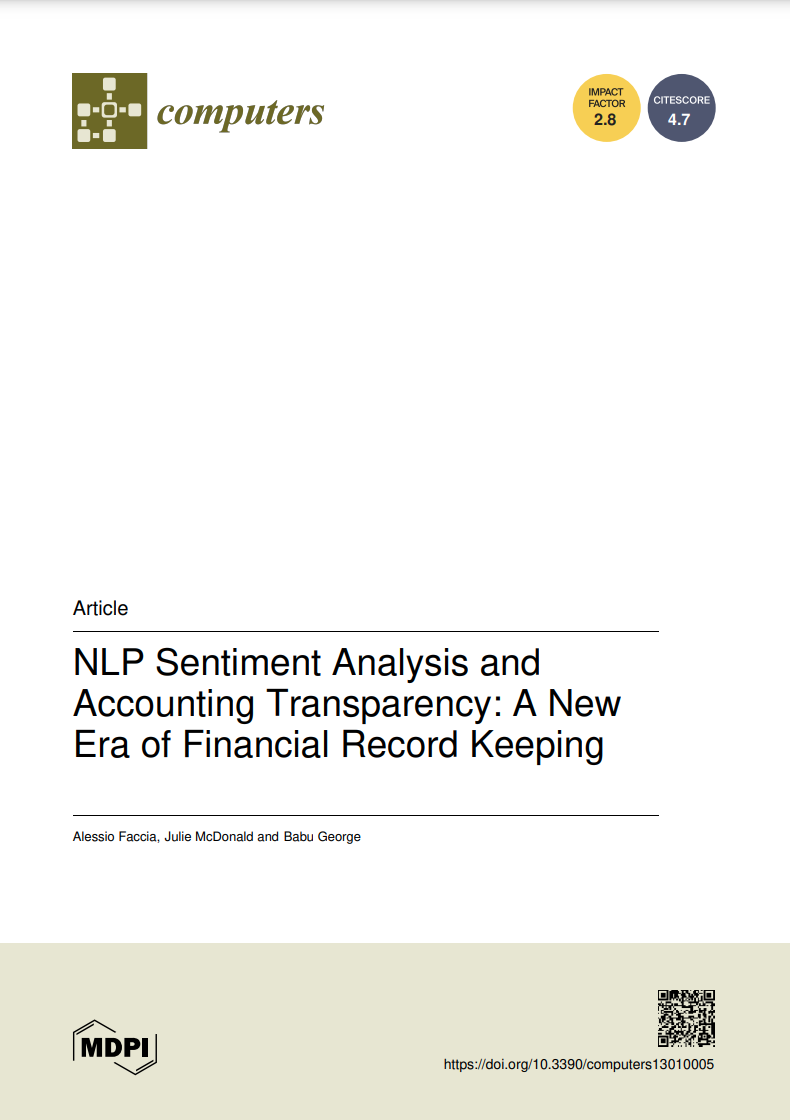 computers
IMPACT
FACTOR
2.8
CITESCORE
4.7
Article
NLP Sentiment Analysis and
Accounting Transparency: A New
Era of Financial Record Keeping
Alessio Faccia, Julie McDonald and Babu George
MDPI
https://doi.org/10.3390/computers13010005